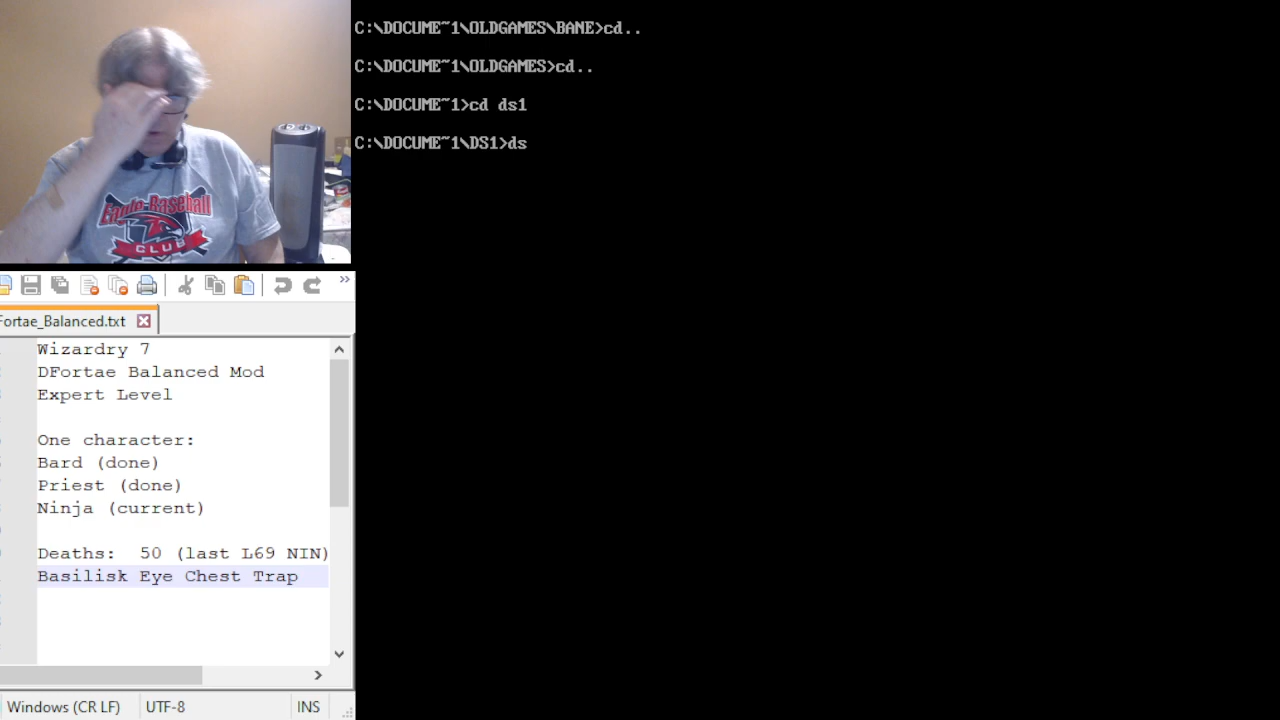 C:\DOCUME~1\OLDGAMES\BANE>cd..
C:\DOCUME~1\OLDGAMES>cd..
C:\DOCUME~1>cd ds1
C:\DOCUME~1\DS1>ds
Baseball
CLUB
Fortae_Balanced.txt
Wizardry 7
DFortae Balanced Mod
Expert Level
One character:
Bard (done)
Priest (done)
Ninja (current)
Deaths:  50 (last L69 NIN)
Basilisk Eye Chest Trap
Windows (CR LF)
UTF-8
INS